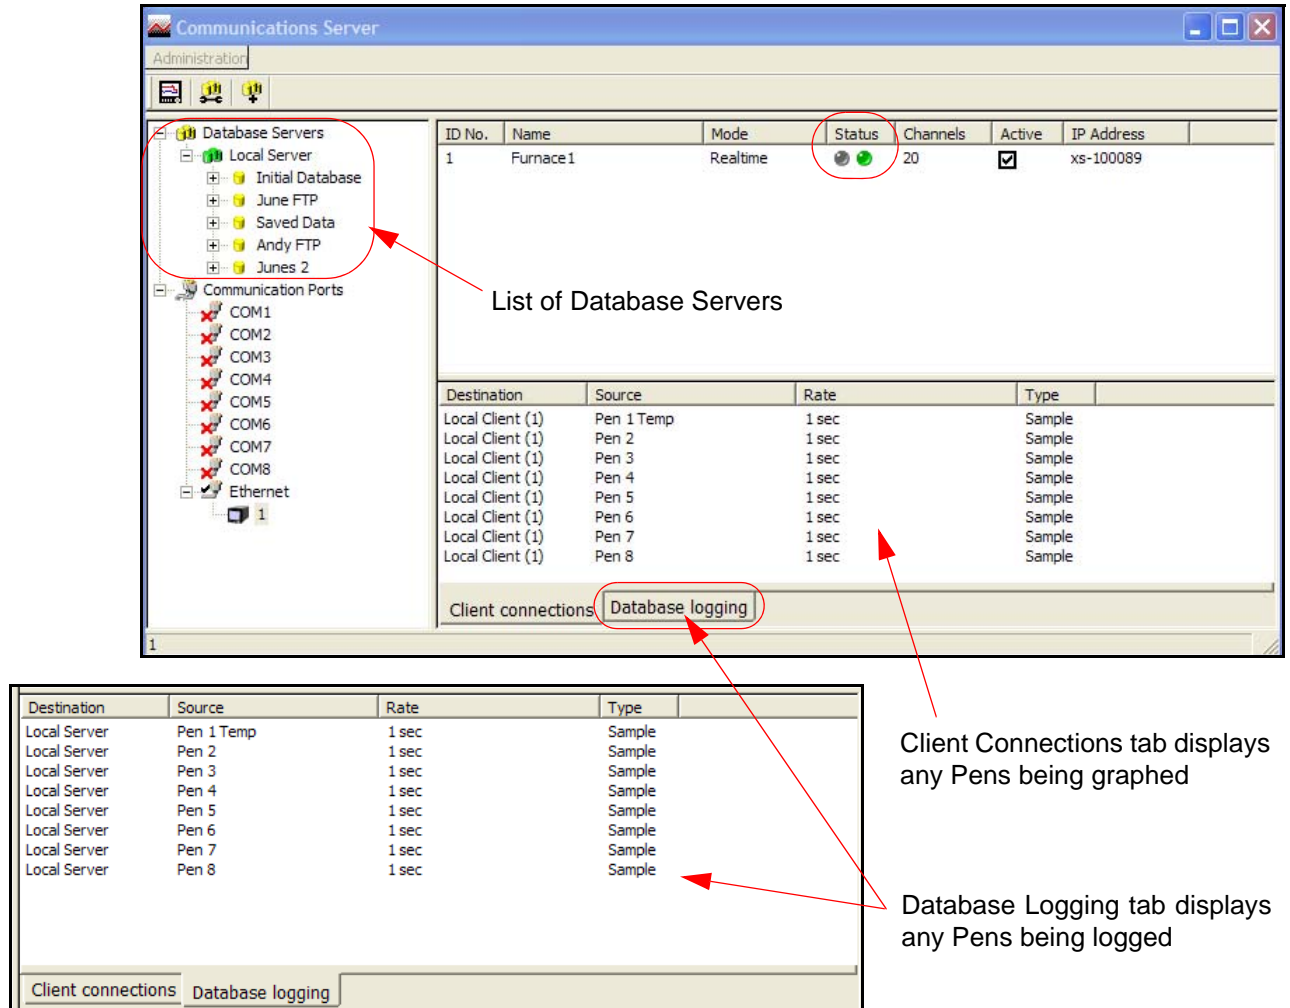 Communications Server
Administration
Database Servers
Local Server
Initial Database
June FTP
Saved Data
Andy FTP
Junes 2
Communication Ports
COM1
COM2
COM3
COM4
COM5
COM6
COM7
COM8
Ethernet
1
ID No. Name Mode Status Channels Active IP Address
1 Furnace1 Realtime 20 xs-100089
List of Database Servers
Destination Source Rate Type
Local Client (1) Pen 1 Temp 1 sec Sample
Local Client (1) Pen 2 1 sec Sample
Local Client (1) Pen 3 1 sec Sample
Local Client (1) Pen 4 1 sec Sample
Local Client (1) Pen 5 1 sec Sample
Local Client (1) Pen 6 1 sec Sample
Local Client (1) Pen 7 1 sec Sample
Local Client (1) Pen 8 1 sec Sample
Client connections Database logging
1
Destination Source Rate Type
Local Server Pen 1 Temp 1 sec Sample
Local Server Pen 2 1 sec Sample
Local Server Pen 3 1 sec Sample
Local Server Pen 4 1 sec Sample
Local Server Pen 5 1 sec Sample
Local Server Pen 6 1 sec Sample
Local Server Pen 7 1 sec Sample
Local Server Pen 8 1 sec Sample
Client connections Database logging
Client Connections tab displays
any Pens being graphed
Database Logging tab displays
any Pens being logged